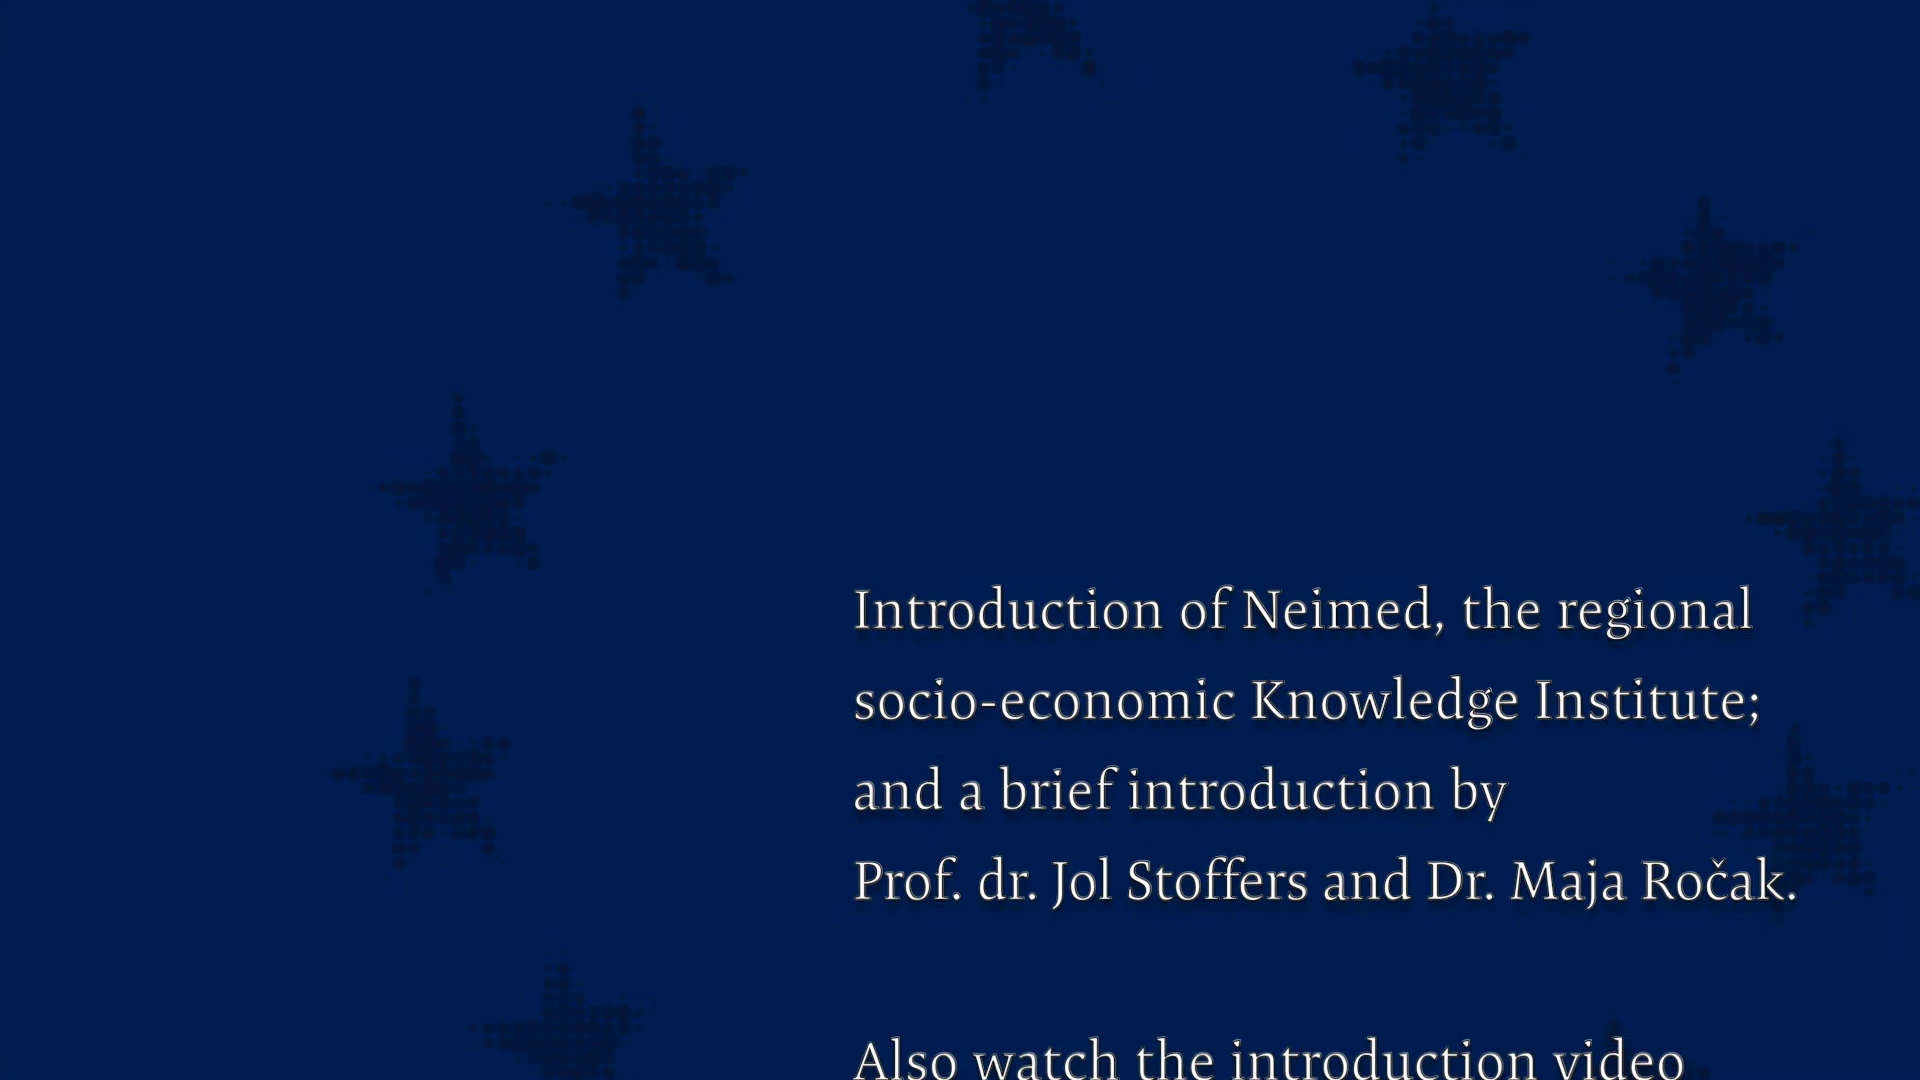 Introduction of Neimed, the regional
socio-economic Knowledge Institute;
and a brief introduction by
Prof. dr. Jol Stoffers and Dr. Maja Ročak.
Also watch the introduction video